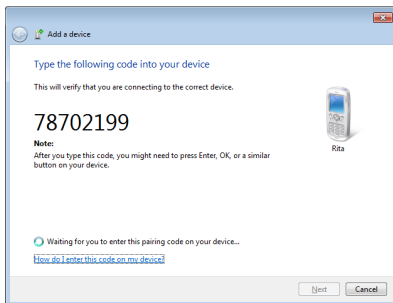 Add a device
Type the following code into your device
This will verify that you are connecting to the correct device.
78702199
Note:
After you type this code, you might need to press Enter, OK, or a similar
button on your device.
Rita
Waiting for you to enter this pairing code on your device...
How do I enter this code on my device?
Next
Cancel